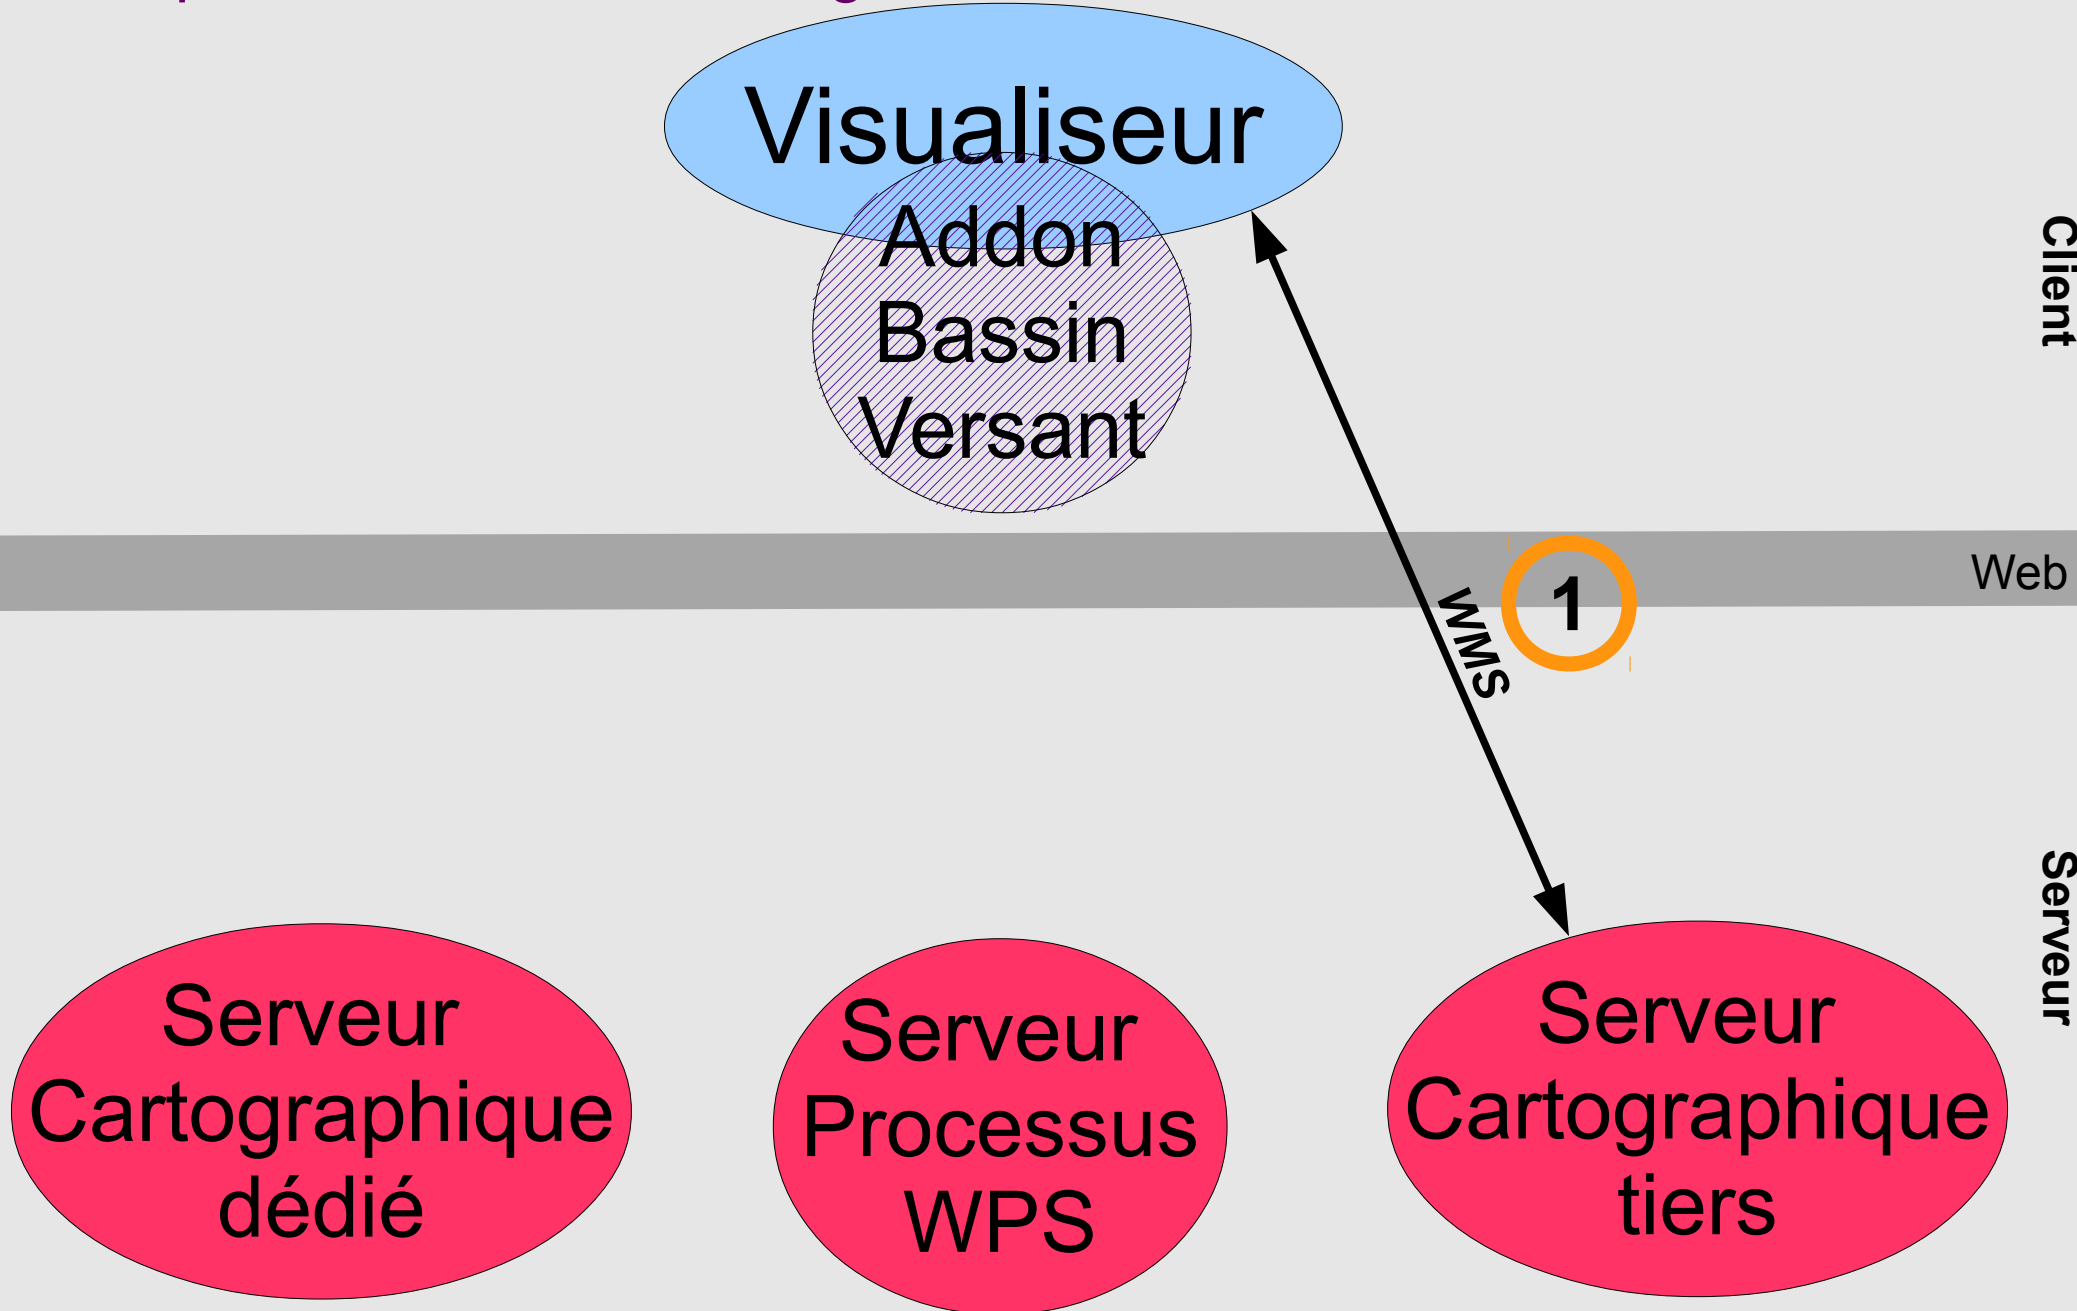 Visualiseur
Addon
Bassin
Versant
Client
Web
1
WMS
Serveur
Serveur
Cartographique
dédié
Serveur
Processus
WPS
Serveur
Cartographique
tiers